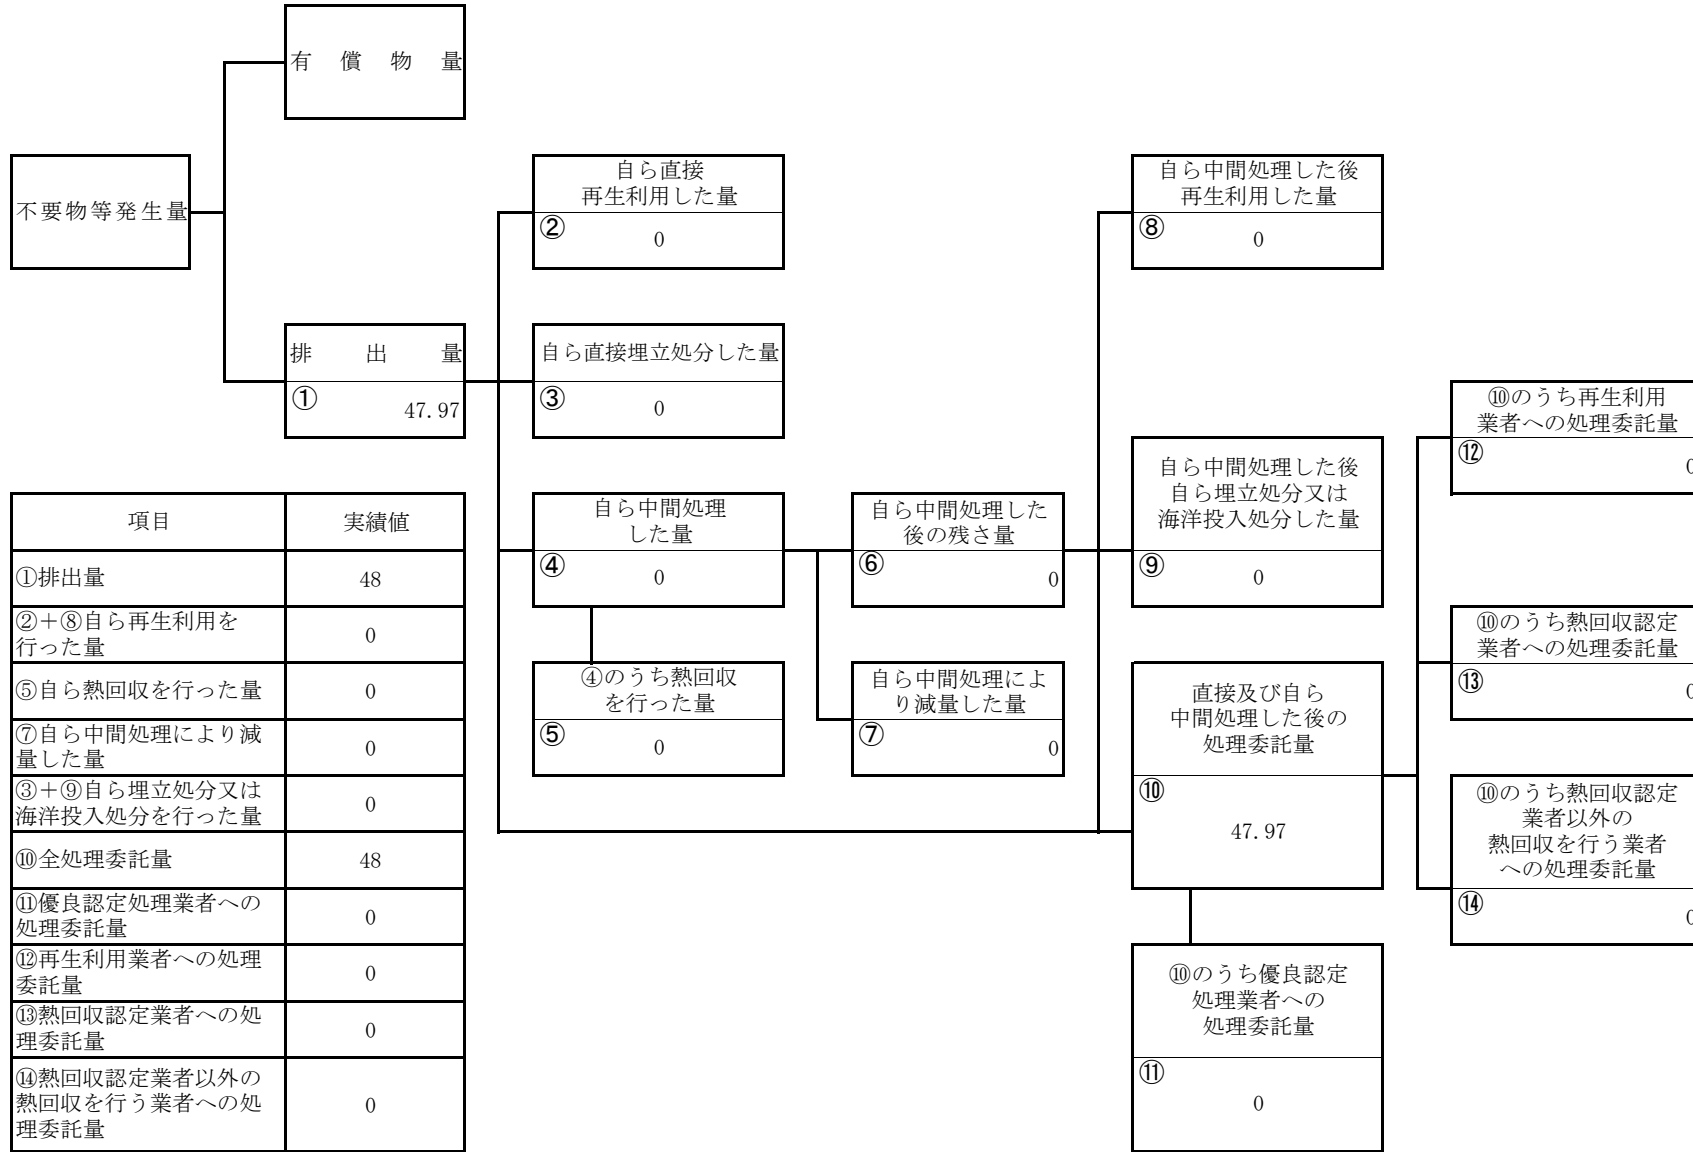 有償物量
不要物等発生量
排出量
①
47.97
自ら直接
再生利用した量
②
0
自ら直接埋立処分した量
③
0
自ら中間処理
した量
④
0
④のうち熱回収
を行った量
⑤
0
自ら中間処理した
後の残さ量
⑥
0
自ら中間処理によ
り減量した量
⑦
0
自ら中間処理した後
再生利用した量
⑧
0
自ら中間処理した後
自ら埋立処分又は
海洋投入処分した量
⑨
0
直接及び自ら
中間処理した後の
処理委託量
⑩
47.97
⑩のうち優良認定
処理業者への
処理委託量
⑪
0
⑩のうち再生利用
業者への処理委託量
⑫
0
⑩のうち熱回収認定
業者への処理委託量
⑬
0
⑩のうち熱回収認定
業者以外の
熱回収を行う業者
への処理委託量
⑭
0
項目 実績値
①排出量 48
②+⑧自ら再生利用を
行った量 0
⑤自ら熱回収を行った量 0
⑦自ら中間処理により減
量した量 0
③+⑨自ら埋立処分又は
海洋投入処分を行った量 0
⑩全処理委託量 48
⑪優良認定処理業者への
処理委託量 0
⑫再生利用業者への処理
委託量 0
⑬熱回収認定業者への処
理委託量 0
⑭熱回収認定業者以外の
熱回収を行う業者への処
理委託量 0